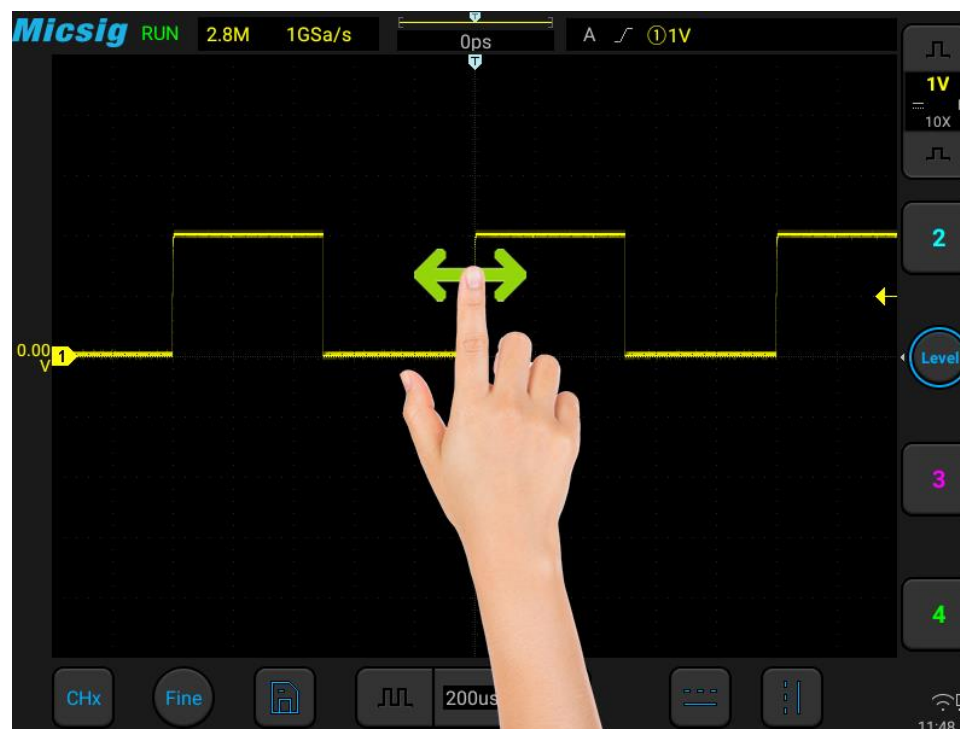 Micsig RUN 2.8M 1GSa/s 0ps A ①1V
T
T
1V
10X
2
0.00
V
1
Level
3
4
CHx Fine 200us
11:48